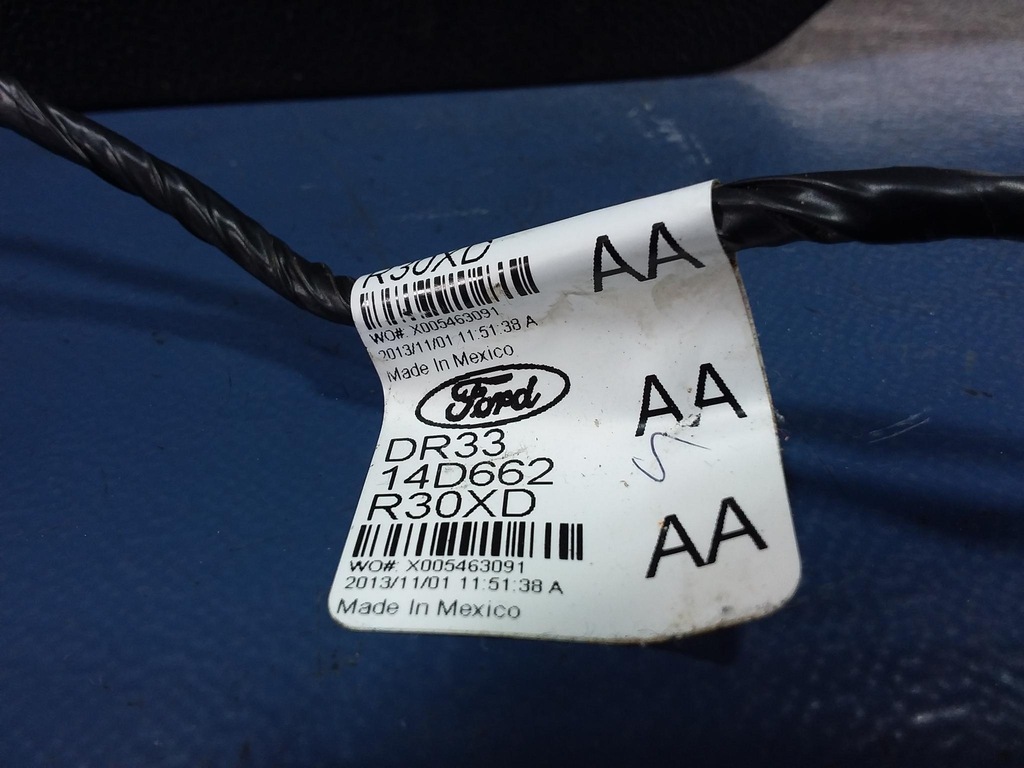 R30XD
AA
WO#: X005463091
2013/11/01 11:51:38 A
Made In Mexico
Ford
AA
DR33
14D662
R30XD
AA
WO#: X005463091
2013/11/01 11:51:38 A
Made In Mexico